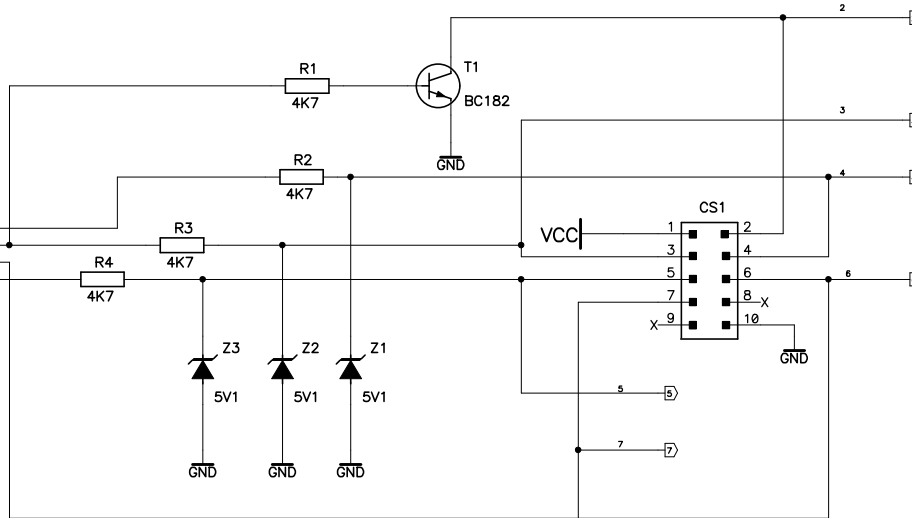 2
R1
T1
4K7
BC182
3
GND
R2
4
4K7
CS1
R3
VCC
1 2
4K7
3 4
R4
5 6
6
4K7
7 8 X
X 9 10
Z3 Z2 Z1
GND
5V1 5V1 5V1
5 5
7 7
GND GND GND